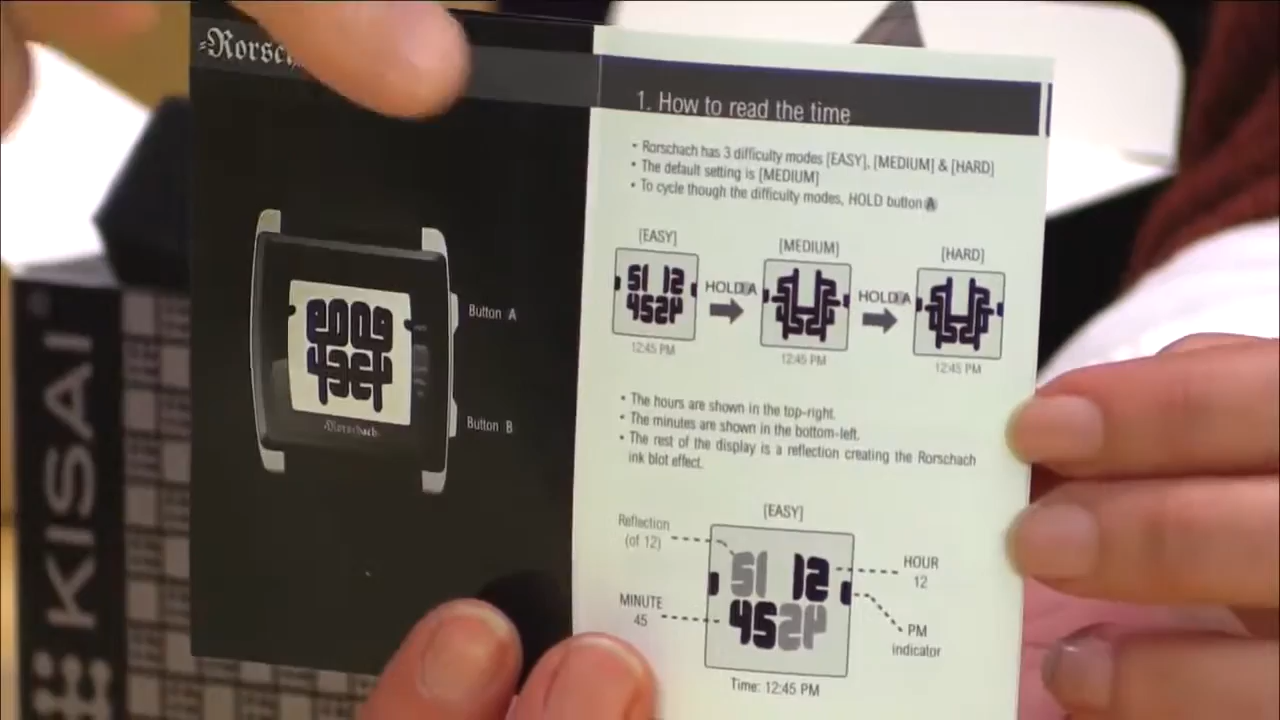 KISAI
Button A
Button B
Rorschach
1. How to read the time
• Rorschach has 3 difficulty modes [EASY], [MEDIUM] & [HARD]
• The default setting is [MEDIUM]
• To cycle though the difficulty modes, HOLD button A
[EASY]
[MEDIUM]
[HARD]
HOLD A
HOLD A
12:45 PM
12:45 PM
12:45 PM
• The hours are shown in the top-right.
• The minutes are shown in the bottom-left.
• The rest of the display is a reflection creating the Rorschach
ink blot effect.
[EASY]
Reflection
(of 12)
12
HOUR
12
MINUTE
45
45
PM
indicator
Time: 12:45 PM